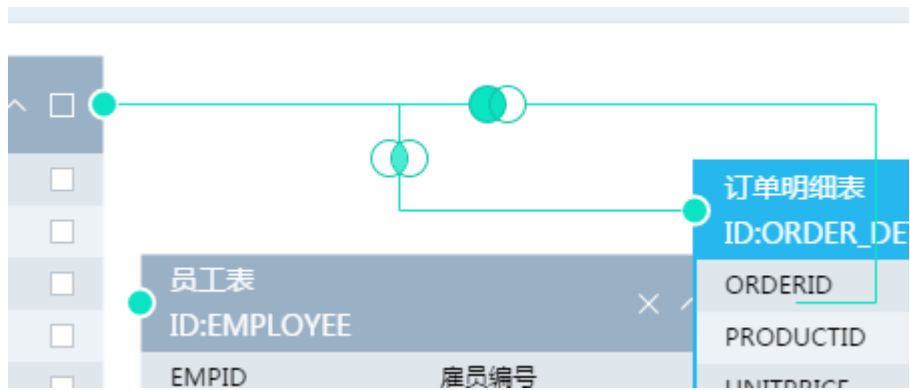 订单明细表
ID:ORDER_DE
员工表
ID:EMPLOYEE
ORDERID
PRODUCTID
EMPID 雇员编号
UNITPRICE